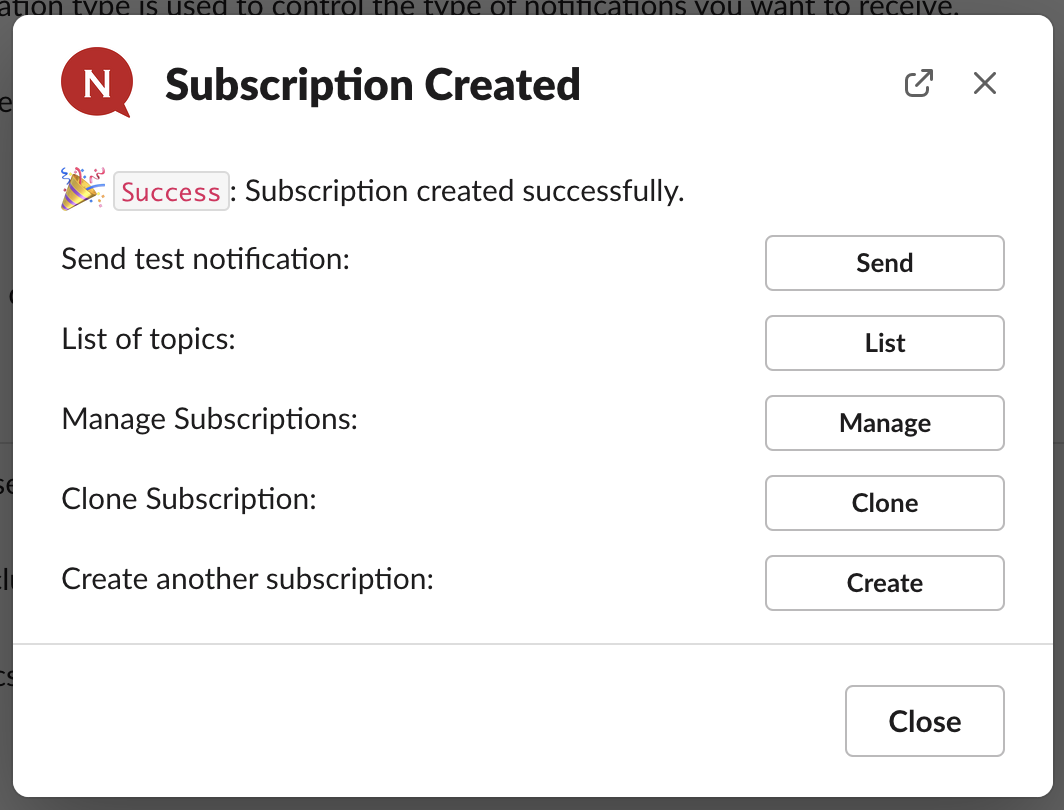 ation type is used to control the type of notifications you want to receive.
N
Subscription Created
Success: Subscription created successfully.
Send test notification:
Send
List of topics:
List
Manage Subscriptions:
Manage
Clone Subscription:
Clone
Create another subscription:
Create
Close